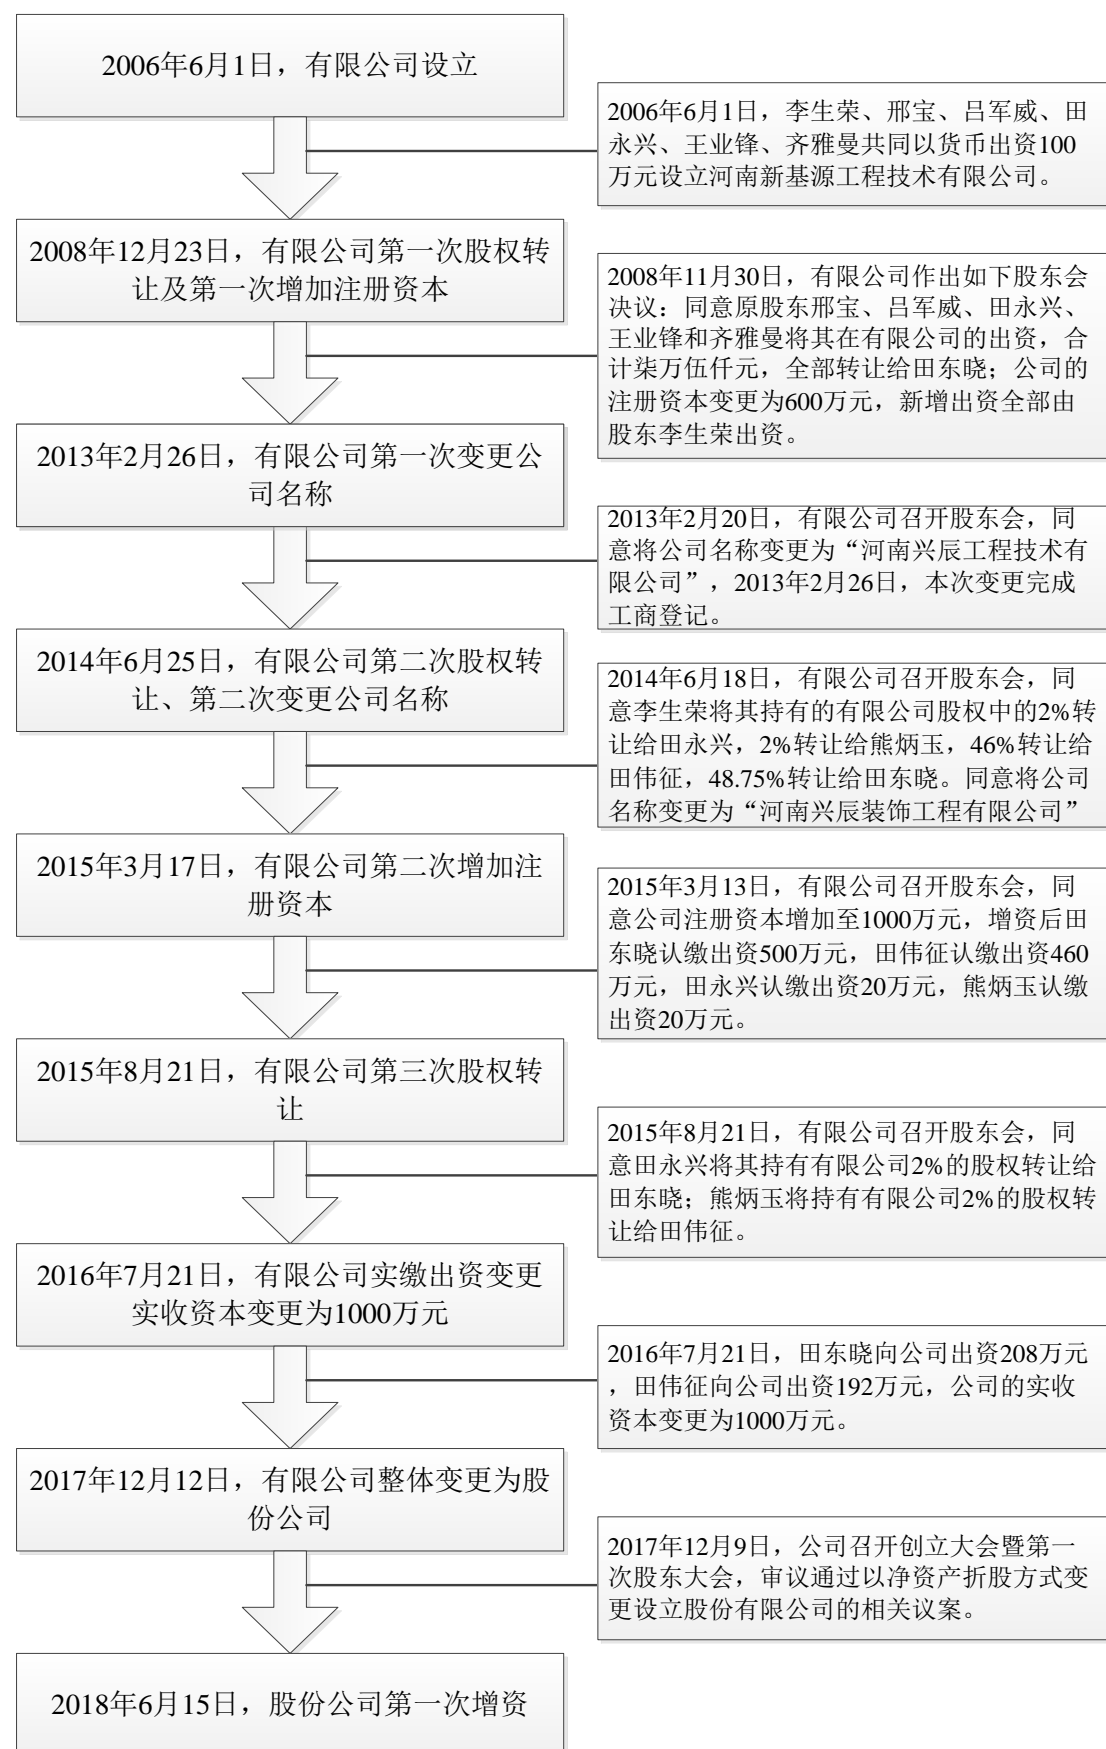 2006年6月1日，有限公司设立
2006年6月1日，李生荣、邢宝、吕军威、田
永兴、王业锋、齐雅曼共同以货币出资100
万元设立河南新基源工程技术有限公司。
2008年12月23日，有限公司第一次股权转
让及第一次增加注册资本
2008年11月30日，有限公司作出如下股东会
决议：同意原股东邢宝、吕军威、田永兴、
王业锋和齐雅曼将其在有限公司的出资，合
计柒万伍仟元，全部转让给田东晓；公司的
注册资本变更为600万元，新增出资全部由
股东李生荣出资。
2013年2月26日，有限公司第一次变更公
司名称
2013年2月20日，有限公司召开股东会，同
意将公司名称变更为“河南兴辰工程技术有
限公司”，2013年2月26日，本次变更完成
工商登记。
2014年6月25日，有限公司第二次股权转
让、第二次变更公司名称
2014年6月18日，有限公司召开股东会，同
意李生荣将其持有的有限公司股权中的2%转
让给田永兴，2%转让给熊炳玉，46%转让给
田伟征，48.75%转让给田东晓。同意将公司
名称变更为“河南兴辰装饰工程有限公司”
2015年3月17日，有限公司第二次增加注
册资本
2015年3月13日，有限公司召开股东会，同
意公司注册资本增加至1000万元，增资后田
东晓认缴出资500万元，田伟征认缴出资460
万元，田永兴认缴出资20万元，熊炳玉认缴
出资20万元。
2015年8月21日，有限公司第三次股权转
让
2015年8月21日，有限公司召开股东会，同
意田永兴将其持有有限公司2%的股权转让给
田东晓；熊炳玉将持有有限公司2%的股权转
让给田伟征。
2016年7月21日，有限公司实缴出资变更
实收资本变更为1000万元
2016年7月21日，田东晓向公司出资208万元
，田伟征向公司出资192万元，公司的实收
资本变更为1000万元。
2017年12月12日，有限公司整体变更为股
份公司
2017年12月9日，公司召开创立大会暨第一
次股东大会，审议通过以净资产折股方式变
更设立股份有限公司的相关议案。
2018年6月15日，股份公司第一次增资